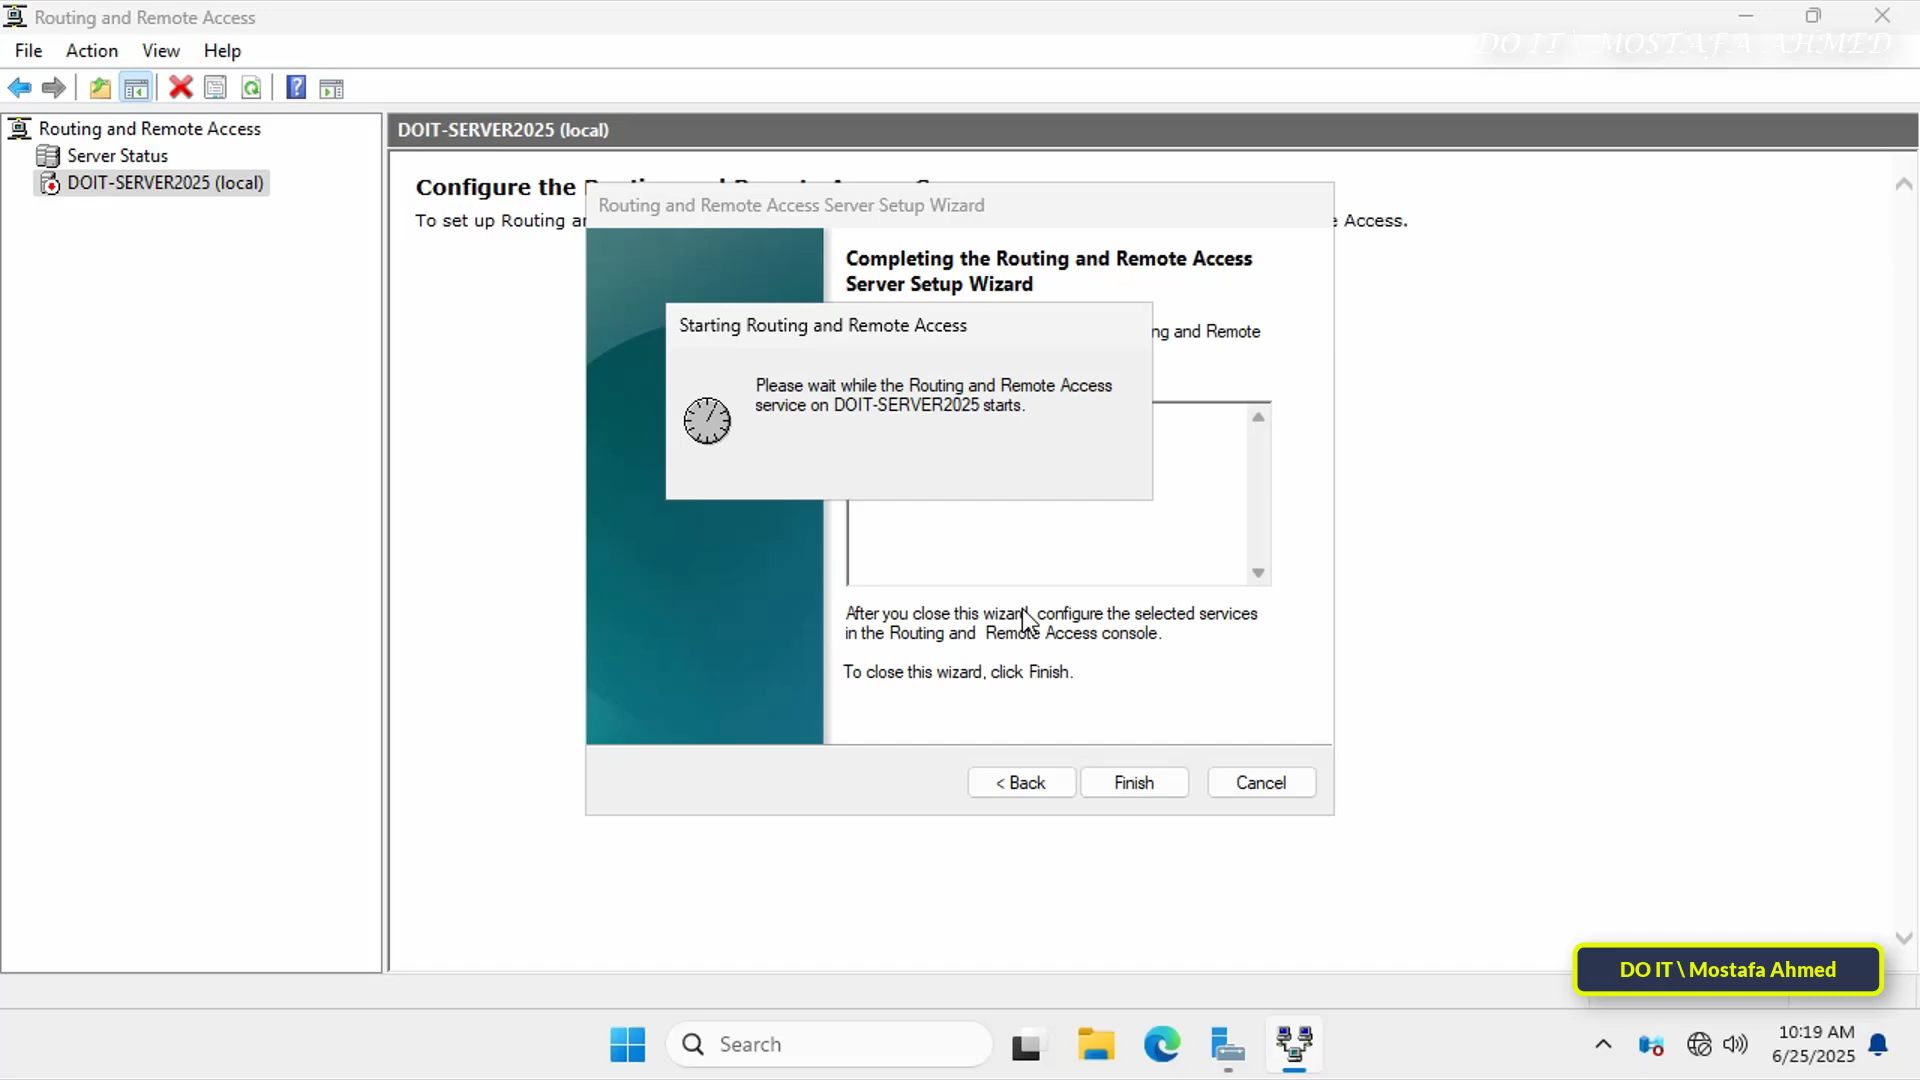 Routing and Remote Access
File Action View Help
DO IT \ MOSTAFA AHMED
Routing and Remote Access
Server Status
DOIT-SERVER2025 (local)
DOIT-SERVER2025 (local)
Configure the
To set up Routing
Access.
Routing and Remote Access Server Setup Wizard
Completing the Routing and Remote Access
Server Setup Wizard
and Remote
Starting Routing and Remote Access
Please wait while the Routing and Remote Access
service on DOIT-SERVER2025 starts.
After you close this wizard, configure the selected services
in the Routing and Remote Access console.
To close this wizard, click Finish.
< Back Finish Cancel
DO IT \ Mostafa Ahmed
Search
10:19 AM
6/25/2025